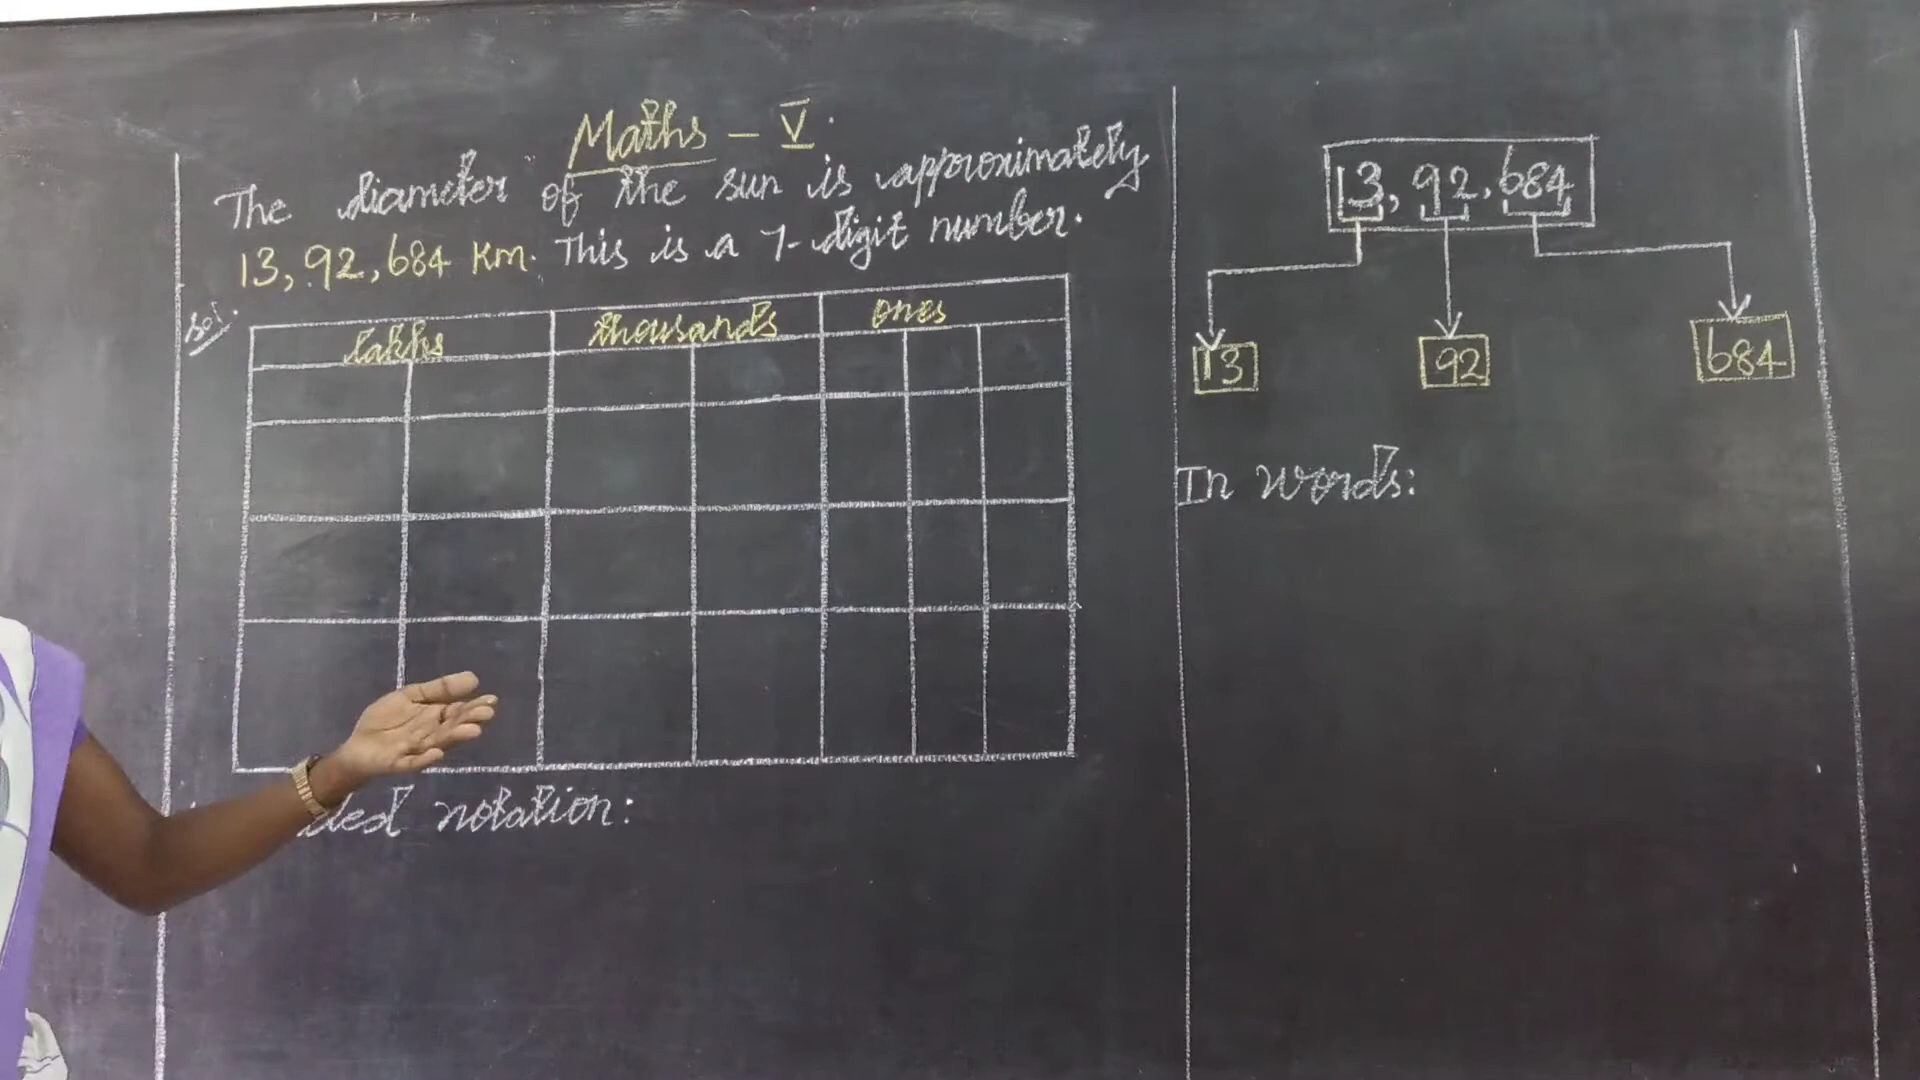 Maths - V.
The diameter of the sun is approximately
13,92,684 Km. This is a 7-digit number.
Sol.
lakhs thousands ones
notation:
13,92,684
13 92 684
In words: